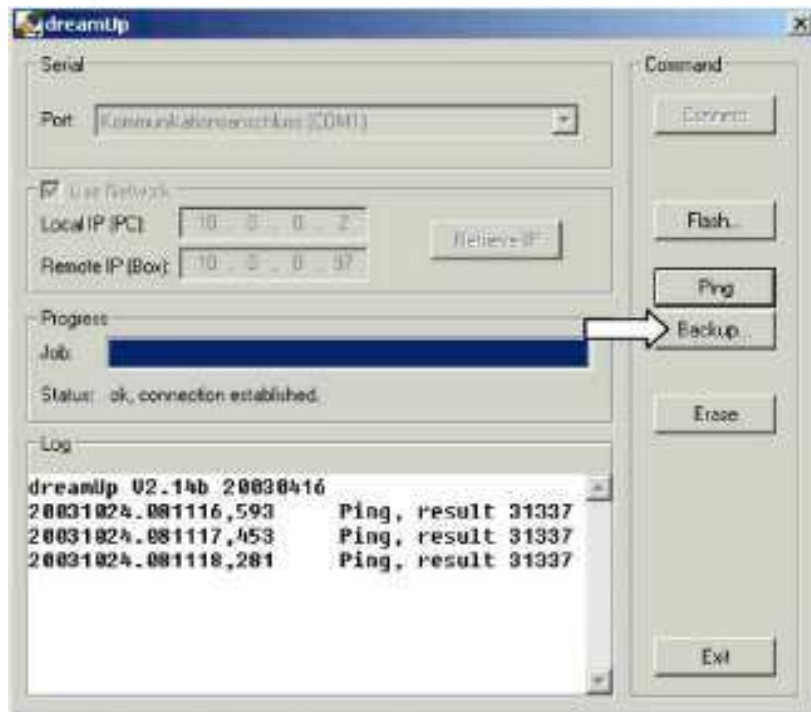 dreamUp
Serial
Port: Kommunikationsanschluss (COM1)
Use Network
Local IP (PC): 10 . 0 . 0 . 2
Retrieve IP
Remote IP (Box): 10 . 0 . 0 . 97
Progress
Job:
Status: ok, connection established.
Log
dreamUp V2.14b 20030416
20031024.081116,593 Ping, result 31337
20031024.081117,453 Ping, result 31337
20031024.081118,281 Ping, result 31337
Command
Connect
Flash...
Ping
Backup...
Erase
Exit